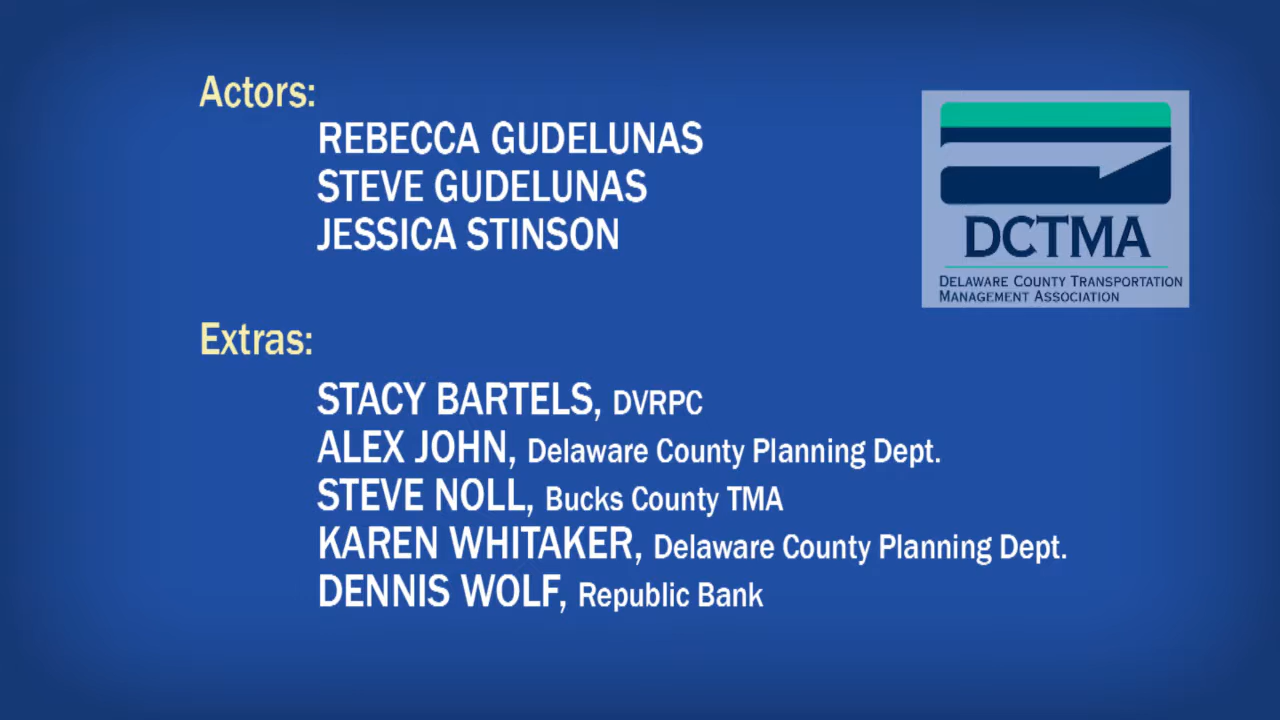 Actors:
REBECCA GUDELUNAS
STEVE GUDELUNAS
JESSICA STINSON
DCTMA
DELAWARE COUNTY TRANSPORTATION
MANAGEMENT ASSOCIATION
Extras:
STACY BARTELS, DVRPC
ALEX JOHN, Delaware County Planning Dept.
STEVE NOLL, Bucks County TMA
KAREN WHITAKER, Delaware County Planning Dept.
DENNIS WOLF, Republic Bank